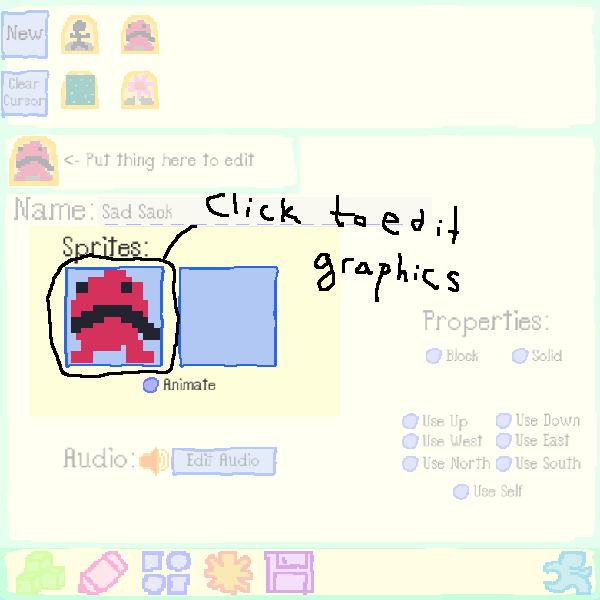 New
Clear
Cursor
<- Put thing here to edit
Name: Sad Sack
Click to edit
graphics
Sprites:
Animate
Properties:
Block Solid
Use Up Use Down
Use West Use East
Use North Use South
Use Self
Audio: Edit Audio